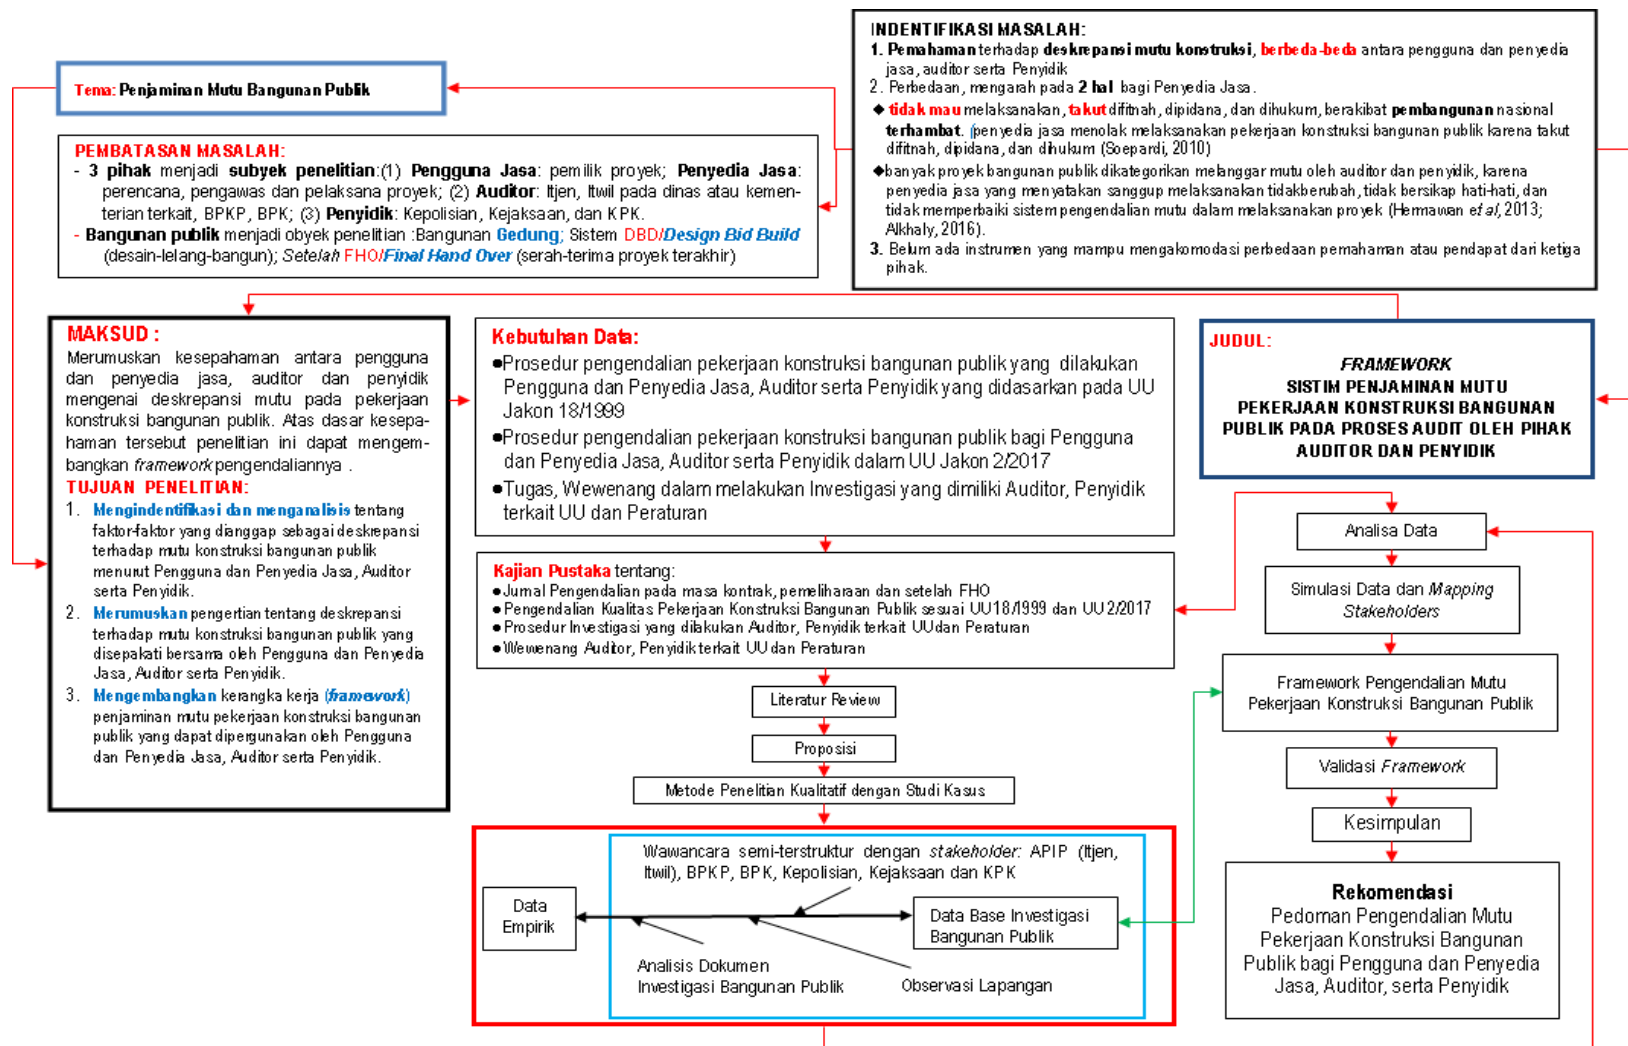 INDENTIFIKASI MASALAH:
1. Pemahaman terhadap deskrepansi mutu konstruksi, berbeda-beda antara pengguna dan penyedia
jasa, auditor serta Penyidik
2. Perbedaan, mengarah pada 2 hal bagi Penyedia Jasa.
◆ tidak mau melaksanakan, takut difitnah, dipidana, dan dihukum, berakibat pembangunan nasional
terhambat. (penyedia jasa menolak melaksanakan pekerjaan konstruksi bangunan publik karena takut
difitnah, dipidana, dan dihukum (Soepardi, 2010)
◆banyak proyek bangunan publik dikategorikan melanggar mutu oleh auditor dan penyidik, karena
penyedia jasa yang menyatakan sanggup melaksanakan tidakberubah, tidak bersikap hati-hati, dan
tidak memperbaiki sistem pengendalian mutu dalam melaksanakan proyek (Hermawan et al, 2013;
Alkhaly, 2016).
3. Belum ada instrumen yang mampu mengakomodasi perbedaan pemahaman atau pendapat dari ketiga
pihak.
Tema: Penjaminan Mutu Bangunan Publik
PEMBATASAN MASALAH:
- 3 pihak menjadi subyek penelitian:(1) Pengguna Jasa: pemilik proyek; Penyedia Jasa:
perencana, pengawas dan pelaksana proyek; (2) Auditor: Itjen, Itwil pada dinas atau kemen-
terian terkait, BPKP, BPK; (3) Penyidik: Kepolisian, Kejaksaan, dan KPK.
- Bangunan publik menjadi obyek penelitian :Bangunan Gedung; Sistem DBD/Design Bid Build
(desain-lelang-bangun); Setelah FHO/Final Hand Over (serah-terima proyek terakhir)
MAKSUD :
Merumuskan kesepahaman antara pengguna
dan penyedia jasa, auditor dan penyidik
mengenai deskrepansi mutu pada pekerjaan
konstruksi bangunan publik. Atas dasar kesepa-
haman tersebut penelitian ini dapat mengem-
bangkan framework pengendaliannya .
TUJUAN PENELITIAN:
1. Mengindentifikasi dan menganalisis tentang
faktor-faktor yang dianggap sebagai deskrepansi
terhadap mutu konstruksi bangunan publik
menurut Pengguna dan Penyedia Jasa, Auditor
serta Penyidik.
2. Merumuskan pengertian tentang deskrepansi
terhadap mutu konstruksi bangunan publik yang
disepakati bersama oleh Pengguna dan Penyedia
Jasa, Auditor serta Penyidik.
3. Mengembangkan kerangka kerja (framework)
penjaminan mutu pekerjaan konstruksi bangunan
publik yang dapat dipergunakan oleh Pengguna
dan Penyedia Jasa, Auditor serta Penyidik.
Kebutuhan Data:
●Prosedur pengendalian pekerjaan konstruksi bangunan publik yang dilakukan
Pengguna dan Penyedia Jasa, Auditor serta Penyidik yang didasarkan pada UU
Jakon 18/1999
●Prosedur pengendalian pekerjaan konstruksi bangunan publik bagi Pengguna
dan Penyedia Jasa, Auditor serta Penyidik dalam UU Jakon 2/2017
●Tugas, Wewenang dalam melakukan Investigasi yang dimiliki Auditor, Penyidik
terkait UU dan Peraturan
Kajian Pustaka tentang:
●Jurnal Pengendalian pada masa kontrak, pemeliharaan dan setelah FHO
●Pengendalian Kualitas Pekerjaan Konstruksi Bangunan Publik sesuai UU18/1999 dan UU 2/2017
●Prosedur Investigasi yang dilakukan Auditor, Penyidik terkait UUdan Peraturan
●Wewenang Auditor, Penyidik terkait UU dan Peraturan
Literatur Review
Proposisi
Metode Penelitian Kualitatif dengan Studi Kasus
Wawancara semi-terstruktur dengan stakeholder: APIP (Itjen,
Itwil), BPKP, BPK, Kepolisian, Kejaksaan dan KPK
Data
Empirik
Data Base Investigasi
Bangunan Publik
Analisis Dokumen
Investigasi Bangunan Publik
Observasi Lapangan
JUDUL:
FRAMEWORK
SISTIM PENJAMINAN MUTU
PEKERJAAN KONSTRUKSI BANGUNAN
PUBLIK PADA PROSES AUDIT OLEH PIHAK
AUDITOR DAN PENYIDIK
Analisa Data
Simulasi Data dan Mapping
Stakeholders
Framework Pengendalian Mutu
Pekerjaan Konstruksi Bangunan Publik
Validasi Framework
Kesimpulan
Rekomendasi
Pedoman Pengendalian Mutu
Pekerjaan Konstruksi Bangunan
Publik bagi Pengguna dan Penyedia
Jasa, Auditor, serta Penyidik